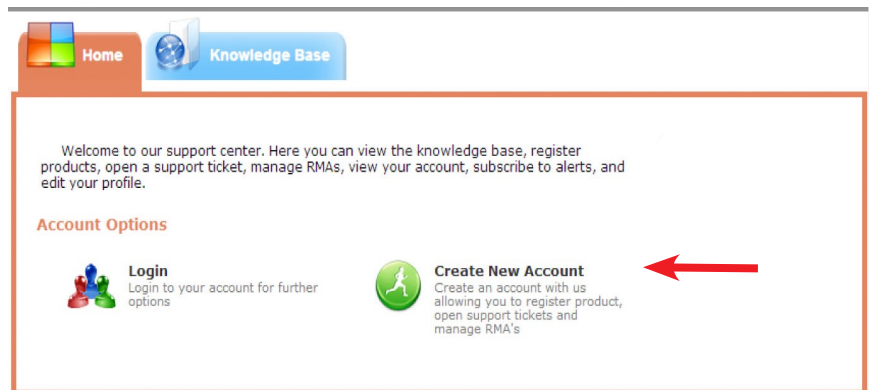 Home
Knowledge Base
Welcome to our support center. Here you can view the knowledge base, register
products, open a support ticket, manage RMAs, view your account, subscribe to alerts, and
edit your profile.
Account Options
Login
Login to your account for further
options
Create New Account
Create an account with us
allowing you to register product,
open support tickets and
manage RMA's